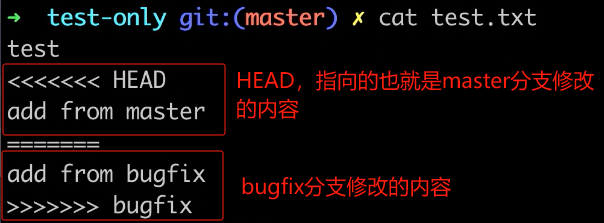 ➜ test-only git:(master) ✗ cat test.txt
test
<<<<<<< HEAD
add from master
=======
add from bugfix
>>>>>>> bugfix
HEAD，指向的也就是master分支修改
的内容
bugfix分支修改的内容